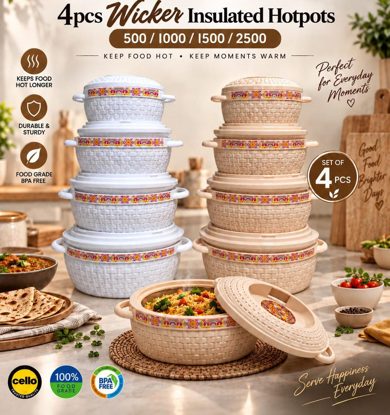 4pcs Wicker Insulated Hotpots
500 / 1000 / 1500 / 2500
KEEP FOOD HOT • KEEP MOMENTS WARM
KEEPS FOOD
HOT LONGER
DURABLE &
STURDY
FOOD GRADE
BPA FREE
Perfect
for Everyday
Moments
Good
Food
Brighter
Days
SET OF
4 PCS
cello
100%
FOOD
GRADE
BPA
FREE
Serve Happiness
Everyday